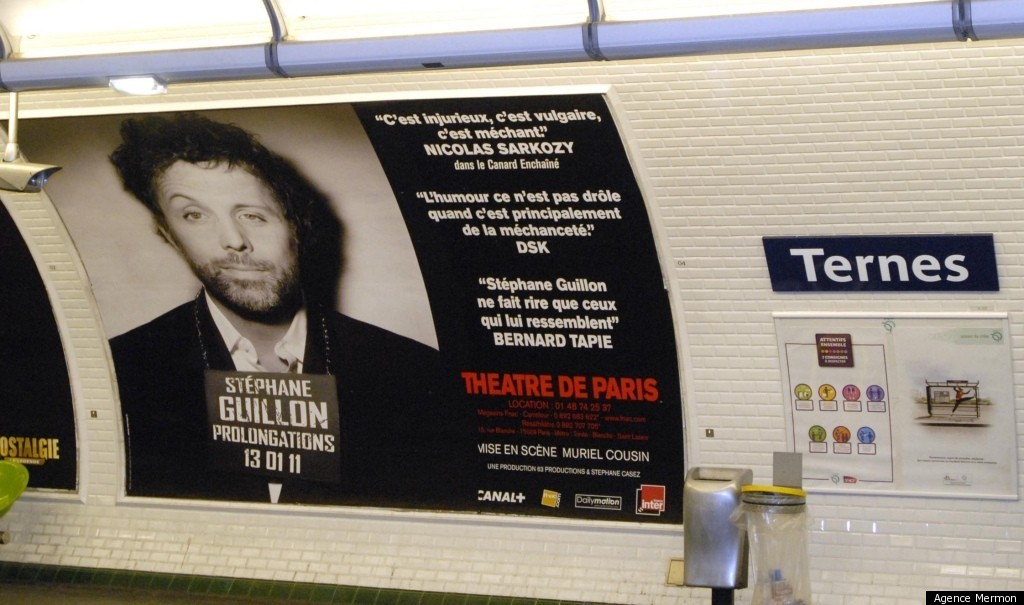 “C'est injurieux, c'est vulgaire,
c'est méchant.”
NICOLAS SARKOZY
dans le Canard Enchaîné
“L'humour ce n'est pas drôle
quand c'est principalement
de la méchanceté.”
DSK
“Stéphane Guillon
ne fait rire que ceux
qui lui ressemblent”
BERNARD TAPIE
THEATRE DE PARIS
LOCATION : 01 48 74 25 37
MISE EN SCÈNE MURIEL COUSIN
UNE PRODUCTION 63 PRODUCTIONS & STEPHANE CASEZ
CANAL+
Dailymotion
inter
STÉPHANE
GUILLON
PROLONGATIONS
13 01 11
OSTALGIE
Ternes
ATTENTIFS
ENSEMBLE
Agence Mermon